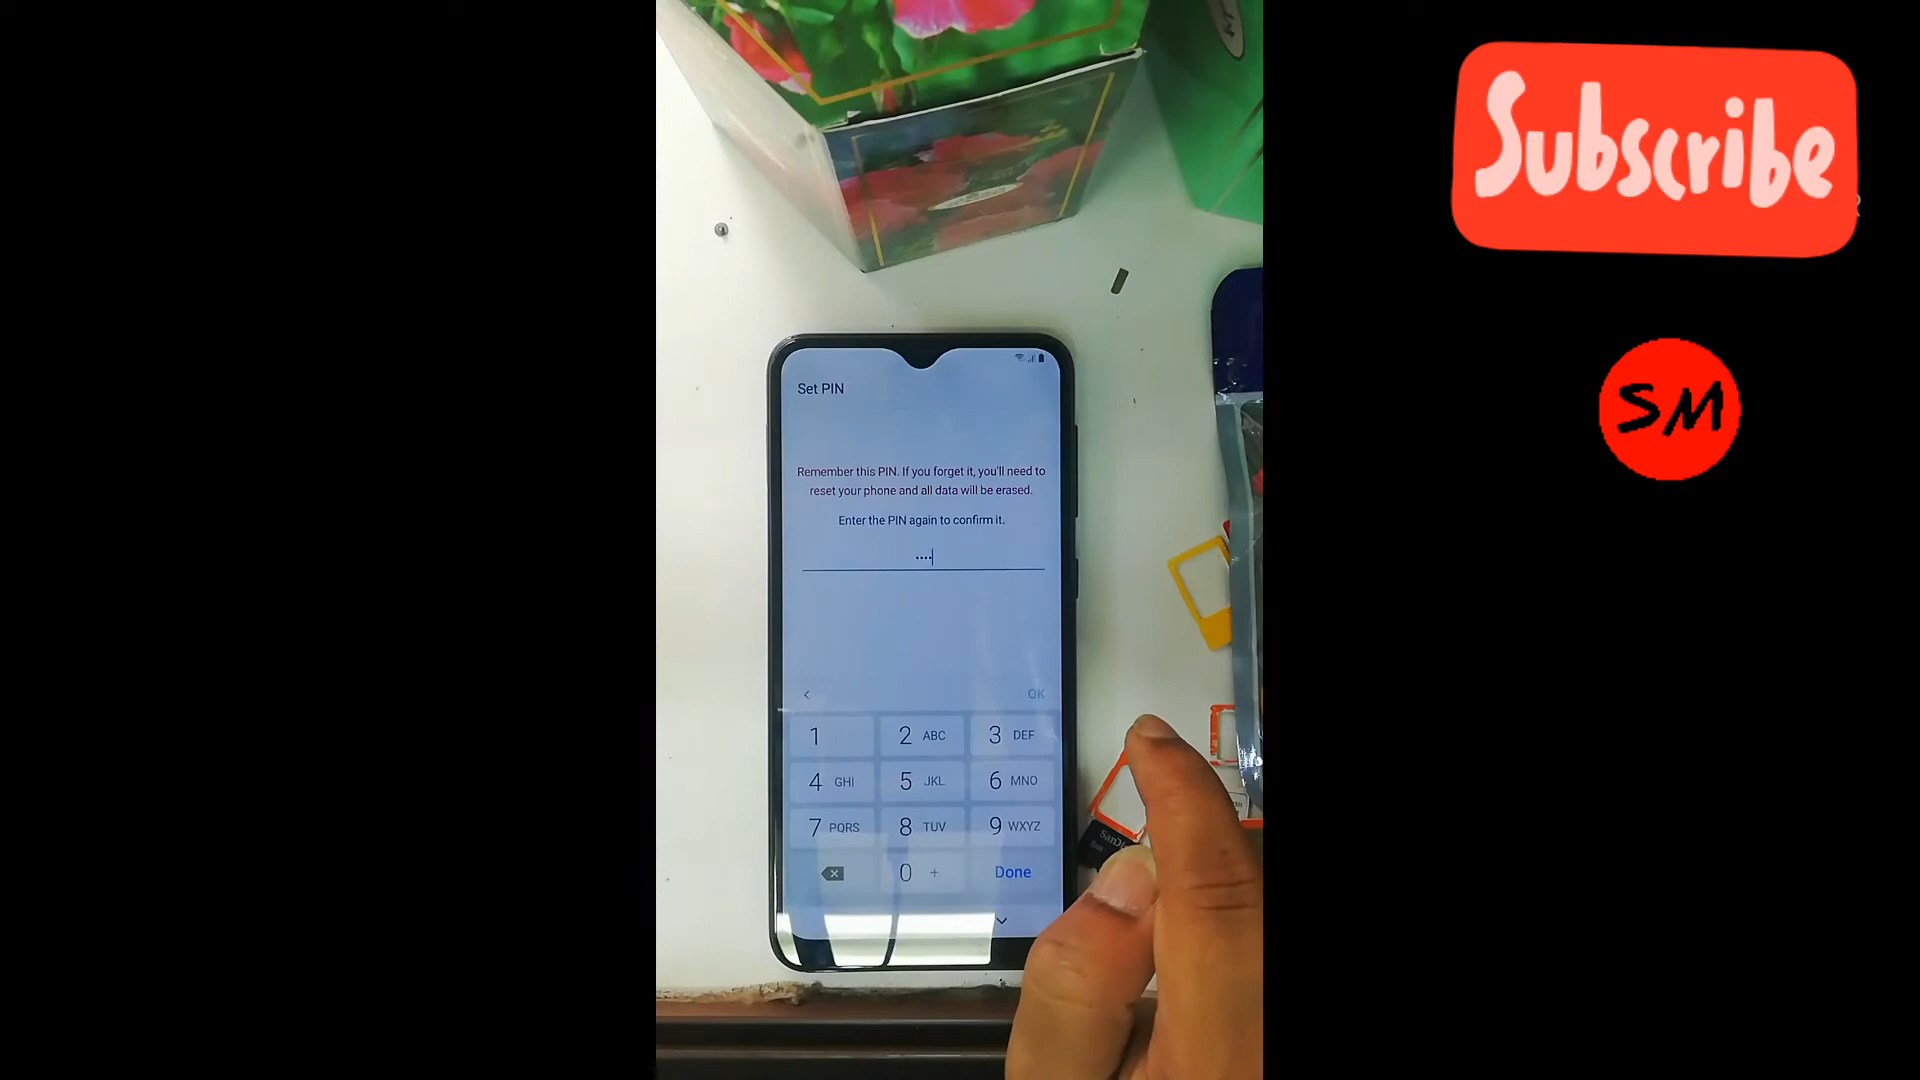 Subscribe
SM
Set PIN
Remember this PIN. If you forget it, you'll need to
reset your phone and all data will be erased.
Enter the PIN again to confirm it.
....
< OK
1 2 ABC 3 DEF
4 GHI 5 JKL 6 MNO
7 PQRS 8 TUV 9 WXYZ
0 + Done